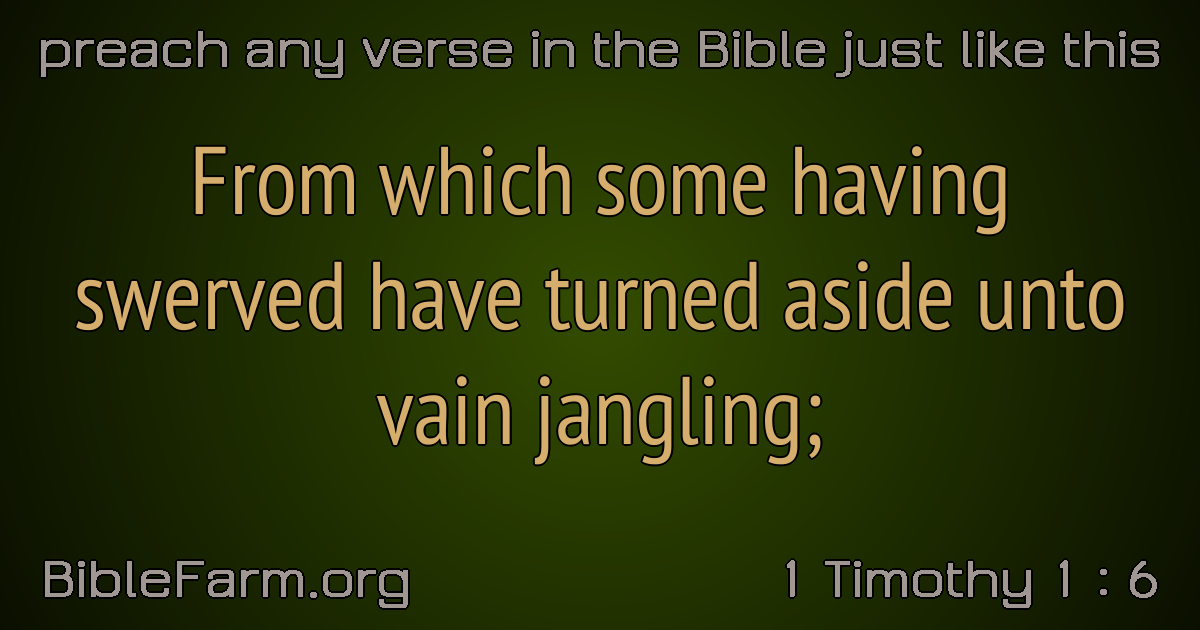 preach any verse in the Bible just like this
From which some having
swerved have turned aside unto
vain jangling;
BibleFarm.org
1 Timothy 1 : 6